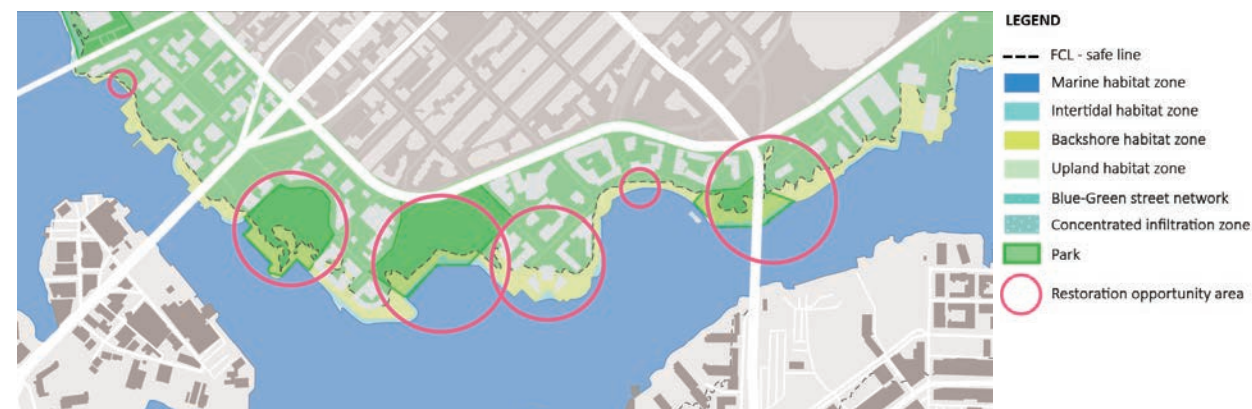 LEGEND
FCL - safe line
Marine habitat zone
Intertidal habitat zone
Backshore habitat zone
Upland habitat zone
Blue-Green street network
Concentrated infiltration zone
Park
Restoration opportunity area